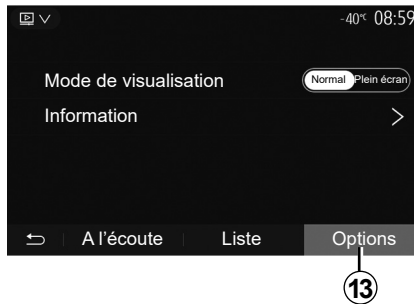 -40°C 08:59
Mode de visualisation Normal Plein écran
Information
A l'écoute Liste Options
13